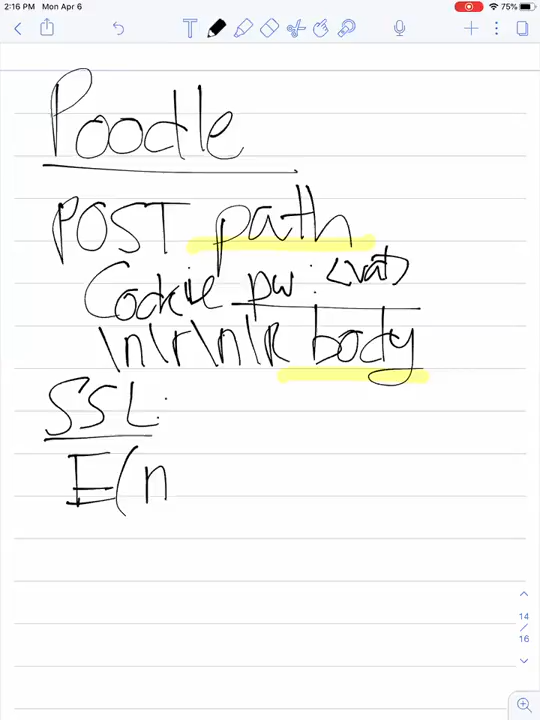 2:16 PM Mon Apr 6
75%
Poodle
POST path
Cookie pw: <val>
\n\r\n\R body
SSL:
E(n
14
/
16